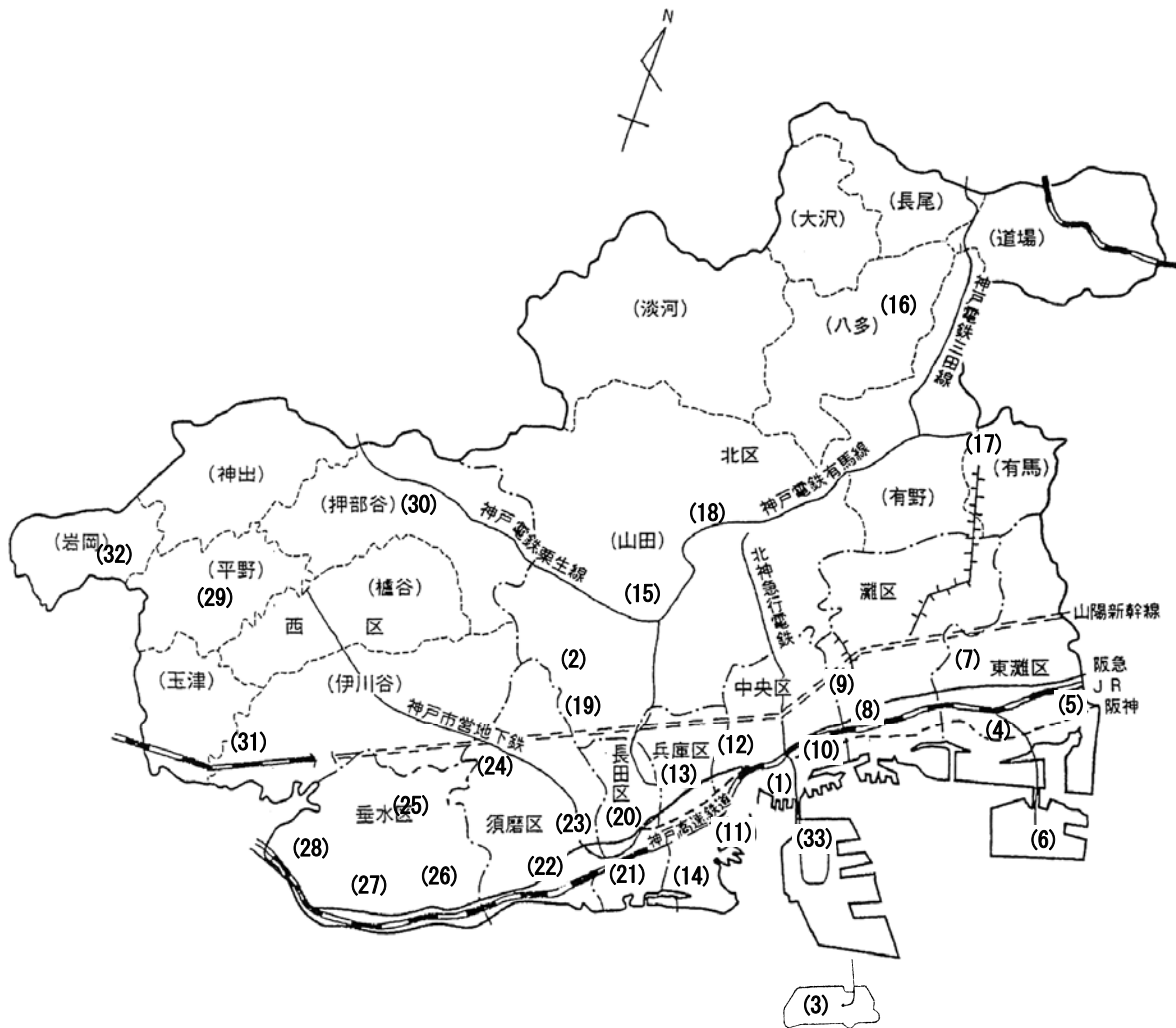 N
(長尾)
(大沢)
(道場)
(淡河)
(八多)
(16)
神戸電鉄三田線
(17)
(有馬)
北区
神戸電鉄有馬線
(有野)
(神出)
(押部谷)
(30)
神戸電鉄粟生線
(18)
(山田)
(岩岡)
(32)
(平野)
(29)
(櫨谷)
(15)
北神急行電鉄
灘区
山陽新幹線
西区
(2)
(7)
東灘区
阪急
JR
阪神
(玉津)
(伊川谷)
神戸市営地下鉄
(19)
中央区
(9)
(8)
(5)
(4)
(31)
(24)
長田区
兵庫区
(12)
(10)
(13)
(1)
垂水区
(25)
須磨区
(23)
(20)
神戸高速鉄道
(11)
(33)
(6)
(28)
(22)
(21)
(14)
(27)
(26)
(3)